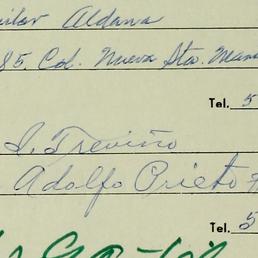 Aldana
85 Col. Nueva Sta. Mar
Tel. 5
I. Treviño
Adolfo Prieto #
Tel. 5